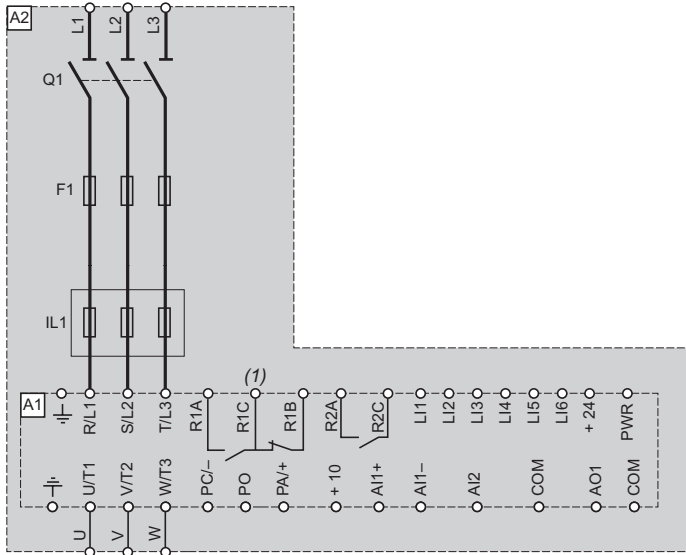 A2
L1 L2 L3
Q1
F1
IL1
(1)
A1
R/L1 S/L2 T/L3 R1A R1C R1B R2A R2C LI1 LI2 LI3 LI4 LI5 LI6 + 24 PWR
U/T1 V/T2 W/T3 PC/– PO PA/+ + 10 AI1+ AI1– AI2 COM AO1 COM
U V W